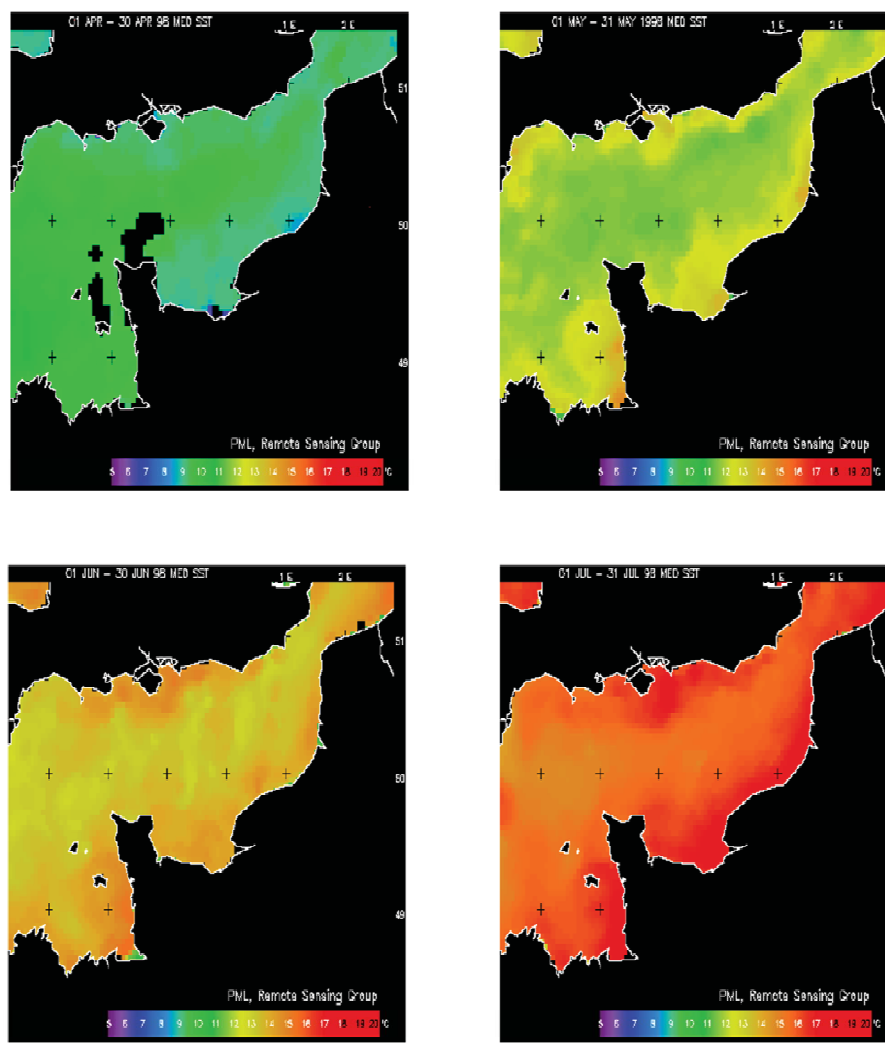 01 APR – 30 APR 98 MED SST
1 E 2 E
51
50
49
PML, Remote Sensing Group
5 6 7 8 9 10 11 12 13 14 15 16 17 18 19 20 °C
01 MAY – 31 MAY 1998 MED SST
1 E 2 E
PML, Remote Sensing Group
5 6 7 8 9 10 11 12 13 14 15 16 17 18 19 20 °C
01 JUN – 30 JUN 98 MED SST
1 E 2 E
51
50
49
PML, Remote Sensing Group
5 6 7 8 9 10 11 12 13 14 15 16 17 18 19 20 °C
01 JUL – 31 JUL 98 MED SST
1 E 2 E
PML, Remote Sensing Group
5 6 7 8 9 10 11 12 13 14 15 16 17 18 19 20 °C